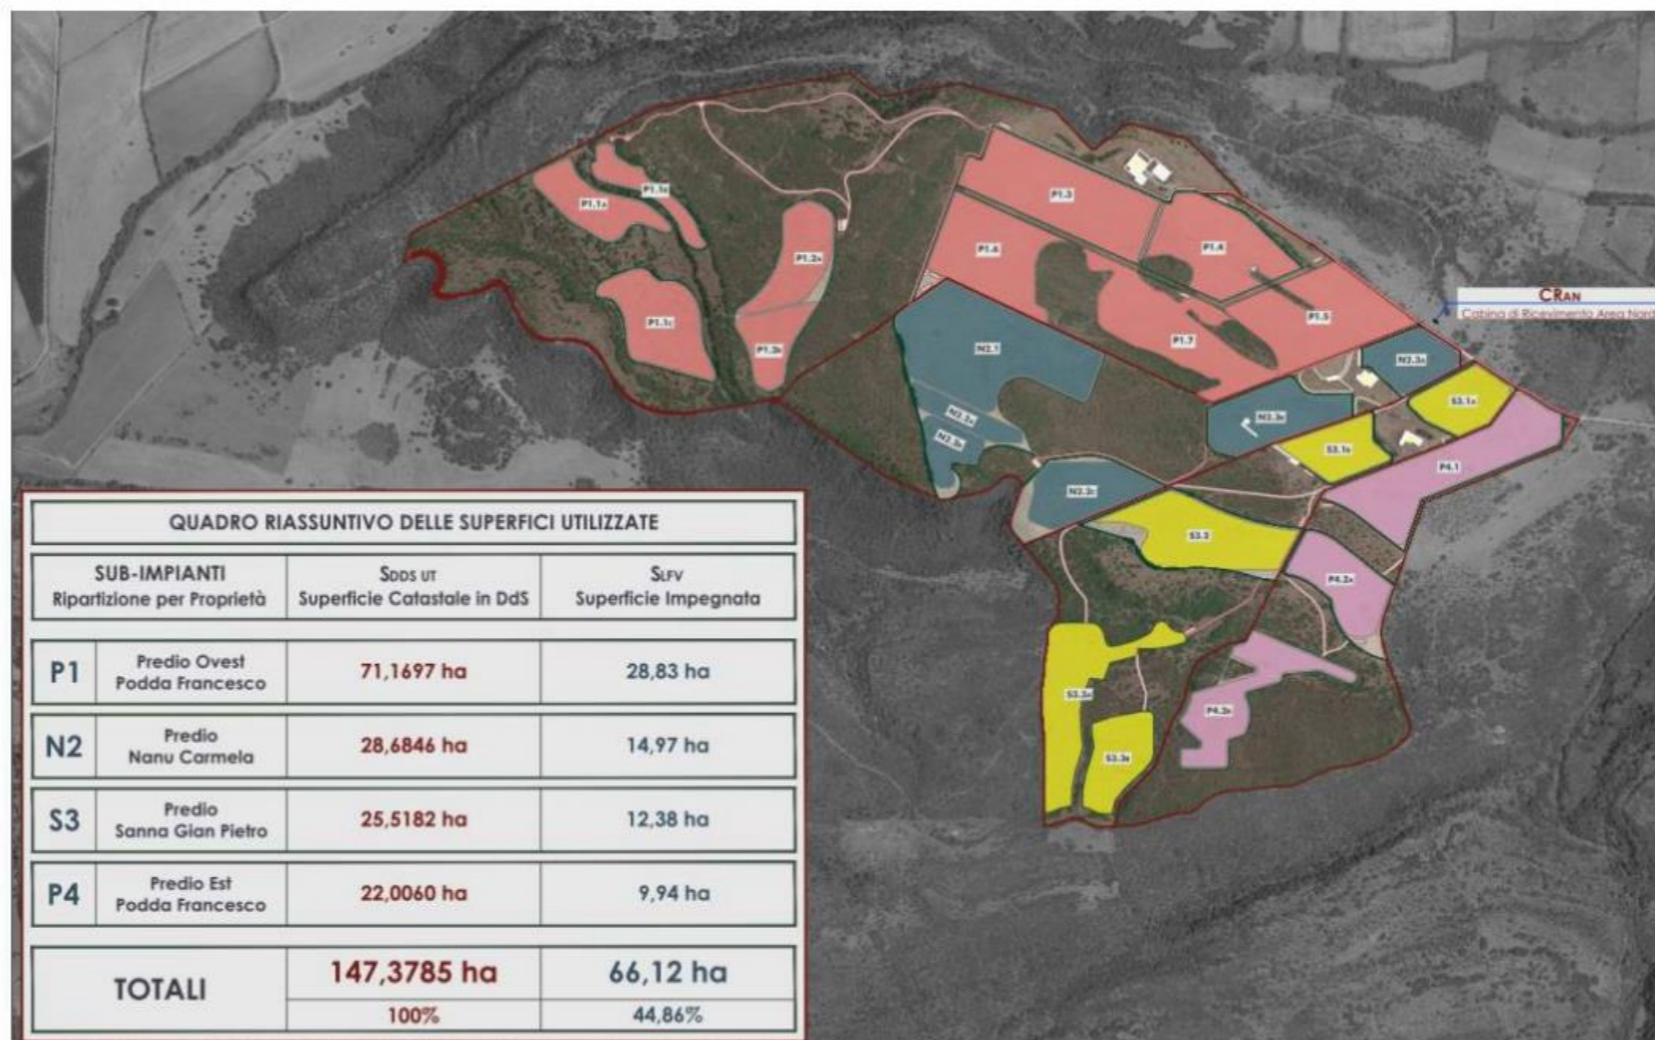 P1.3
P1.1A
P1.4
P1.6
P1.2A
P1.5
P1.1C
P1.7
CRAN
Cabina di Ricevimento Area Nord
N2.1
N2.3A
S3.1A
S3.1B
P4.1
N2.2C
S3.2
P4.2A
S3.3A
S3.3B
QUADRO RIASSUNTIVO DELLE SUPERFICI UTILIZZATE
SUB-IMPIANTI
Ripartizione per Proprietà
SDDS UT
Superficie Catastale in DdS
SLFV
Superficie Impegnata
P1
Predio Ovest
Podda Francesco
71,1697 ha
28,83 ha
N2
Predio
Nanu Carmela
28,6846 ha
14,97 ha
S3
Predio
Sanna Gian Pietro
25,5182 ha
12,38 ha
P4
Predio Est
Podda Francesco
22,0060 ha
9,94 ha
TOTALI
147,3785 ha
66,12 ha
100%
44,86%